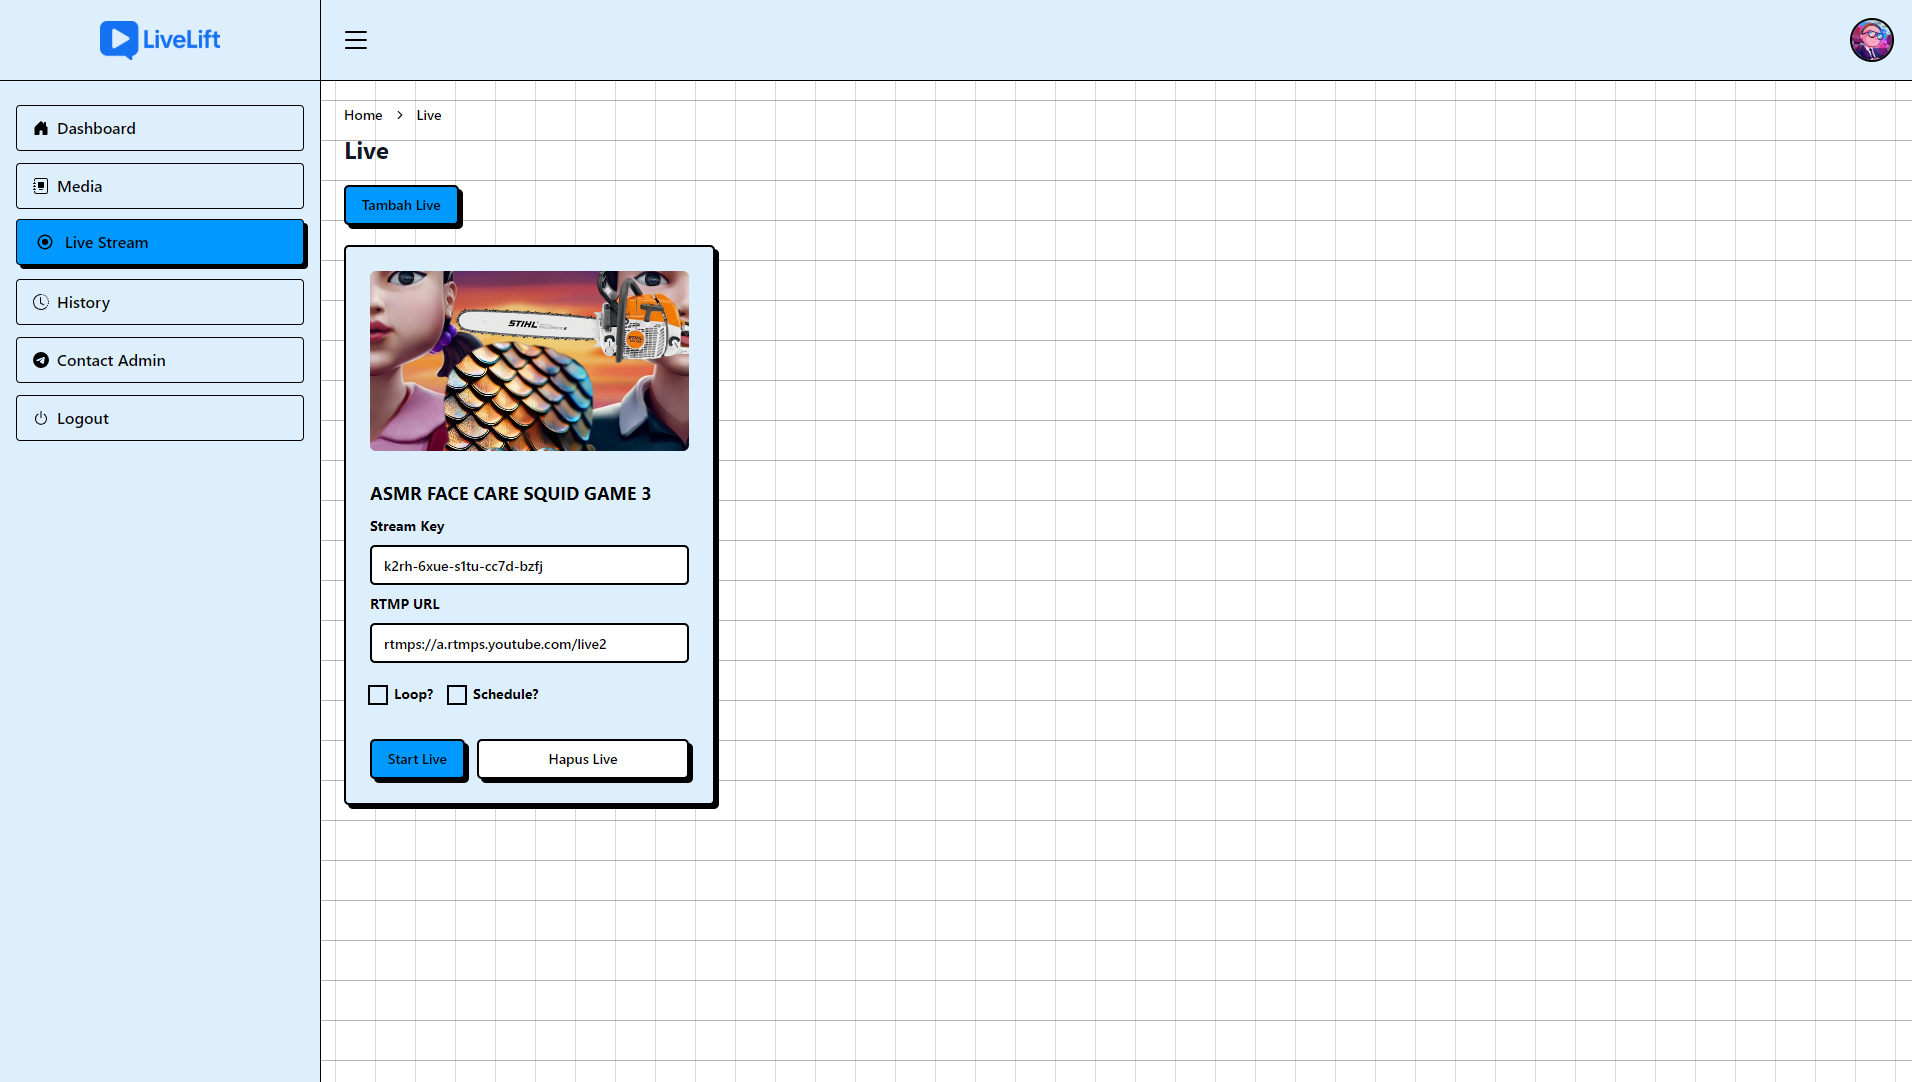 LiveLift
Dashboard
Media
Live Stream
History
Contact Admin
Logout
Home > Live
Live
Tambah Live
STIHL
ASMR FACE CARE SQUID GAME 3
Stream Key
k2rh-6xue-s1tu-cc7d-bzfj
RTMP URL
rtmps://a.rtmps.youtube.com/live2
Loop? Schedule?
Start Live Hapus Live